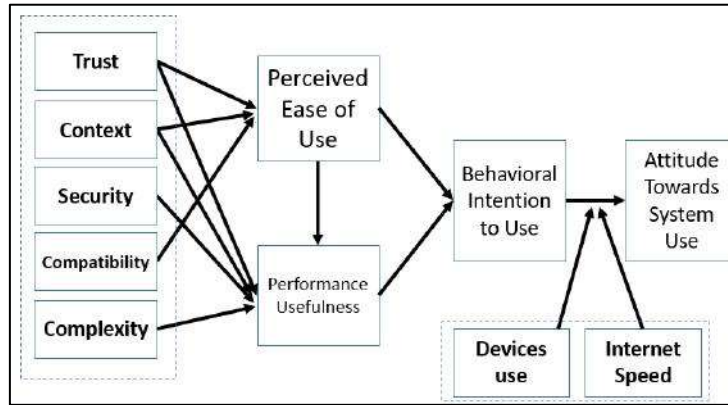 Trust
Context
Security
Compatibility
Complexity
Perceived
Ease of
Use
Performance
Usefulness
Behavioral
Intention
to Use
Attitude
Towards
System
Use
Devices
use
Internet
Speed